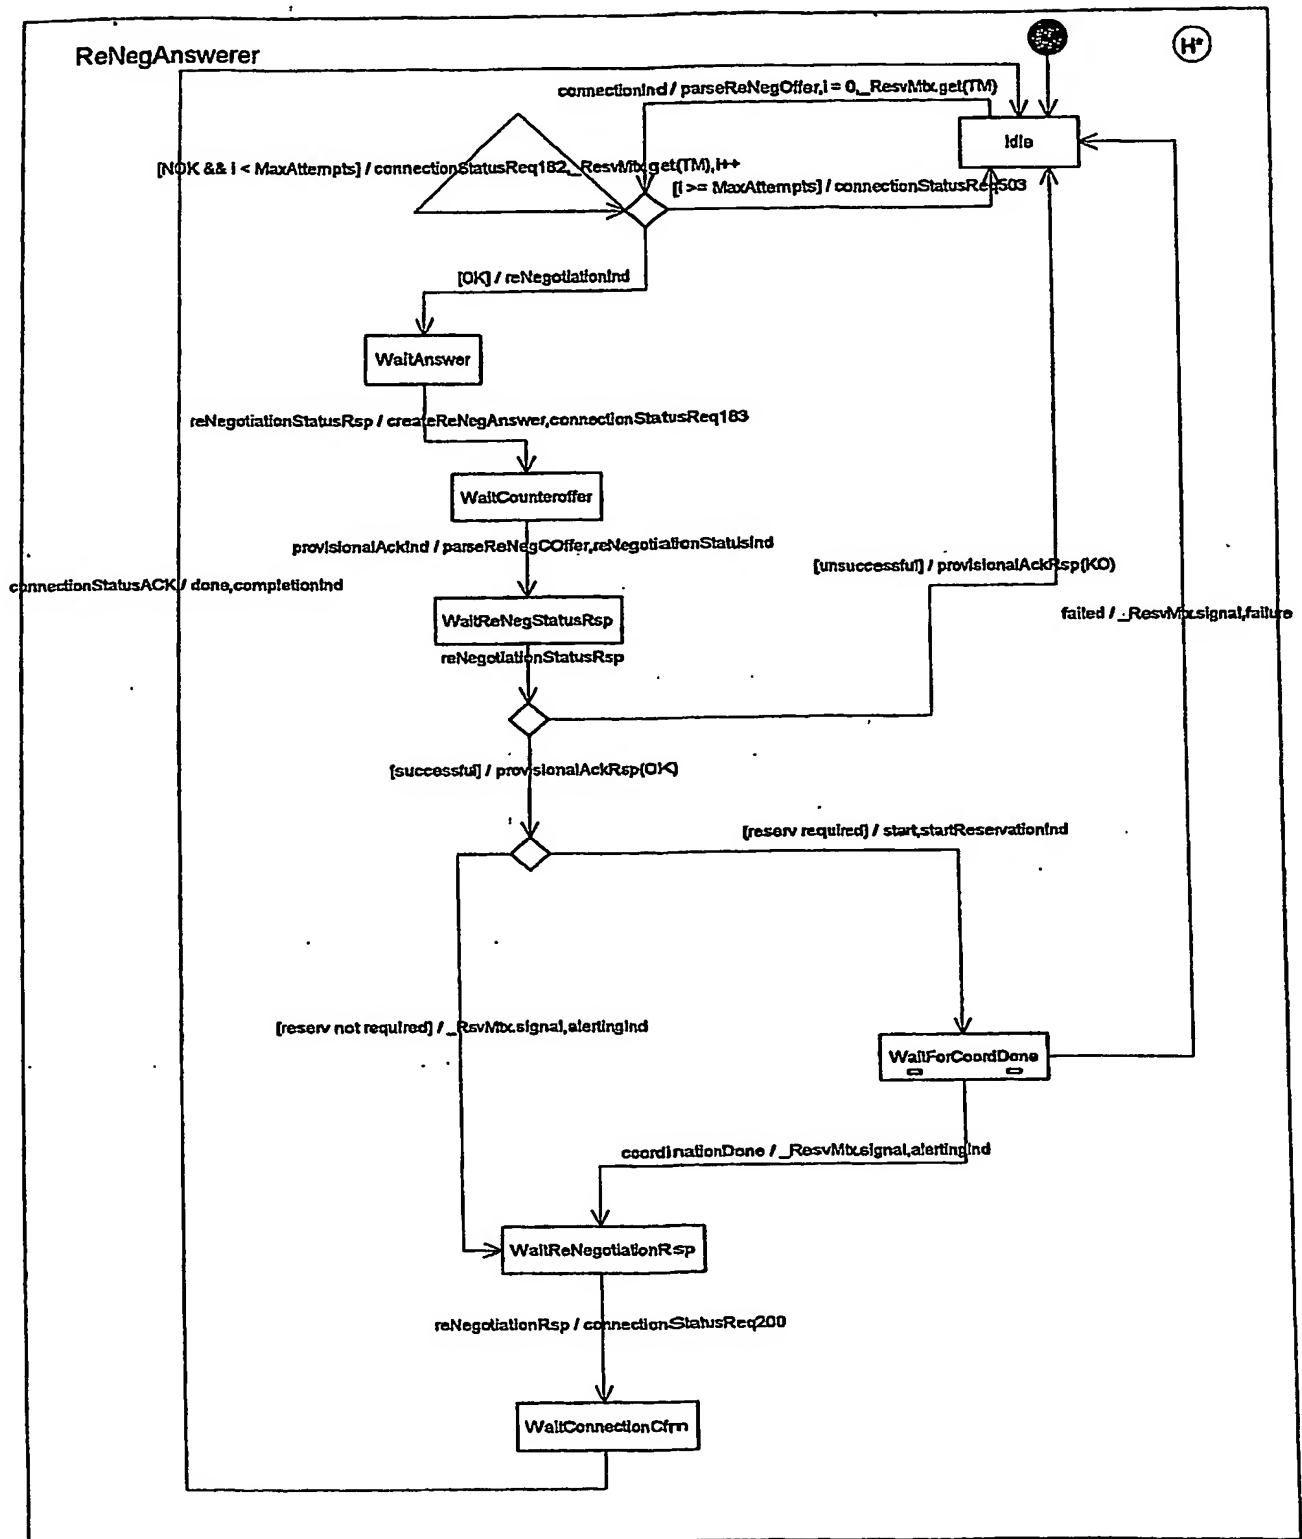 ReNegAnswerer
H*
connectionInd / parseReNegOffer,i = 0,_ResvMtx.get(TM)
Idle
[NOK && i < MaxAttempts] / connectionStatusReq182,_ResvMtx.get(TM),i++
[i >= MaxAttempts] / connectionStatusReq503
[OK] / reNegotiationInd
WaitAnswer
reNegotiationStatusRsp / createReNegAnswer,connectionStatusReq183
WaitCounteroffer
provisionalAckInd / parseReNegCOffer,reNegotiationStatusInd
[unsuccessful] / provisionalAckRsp(KO)
connectionStatusACK / done,completionInd
WaitReNegStatusRsp
failed / _ResvMtx.signal,failure
reNegotiationStatusRsp
[successful] / provisionalAckRsp(OK)
[reserv required] / start,startReservationInd
[reserv not required] / _RsvMtx.signal,alertingInd
WaitForCoordDone
coordinationDone / _ResvMtx.signal,alertingInd
WaitReNegotiationRsp
reNegotiationRsp / connectionStatusReq200
WaitConnectionCfm